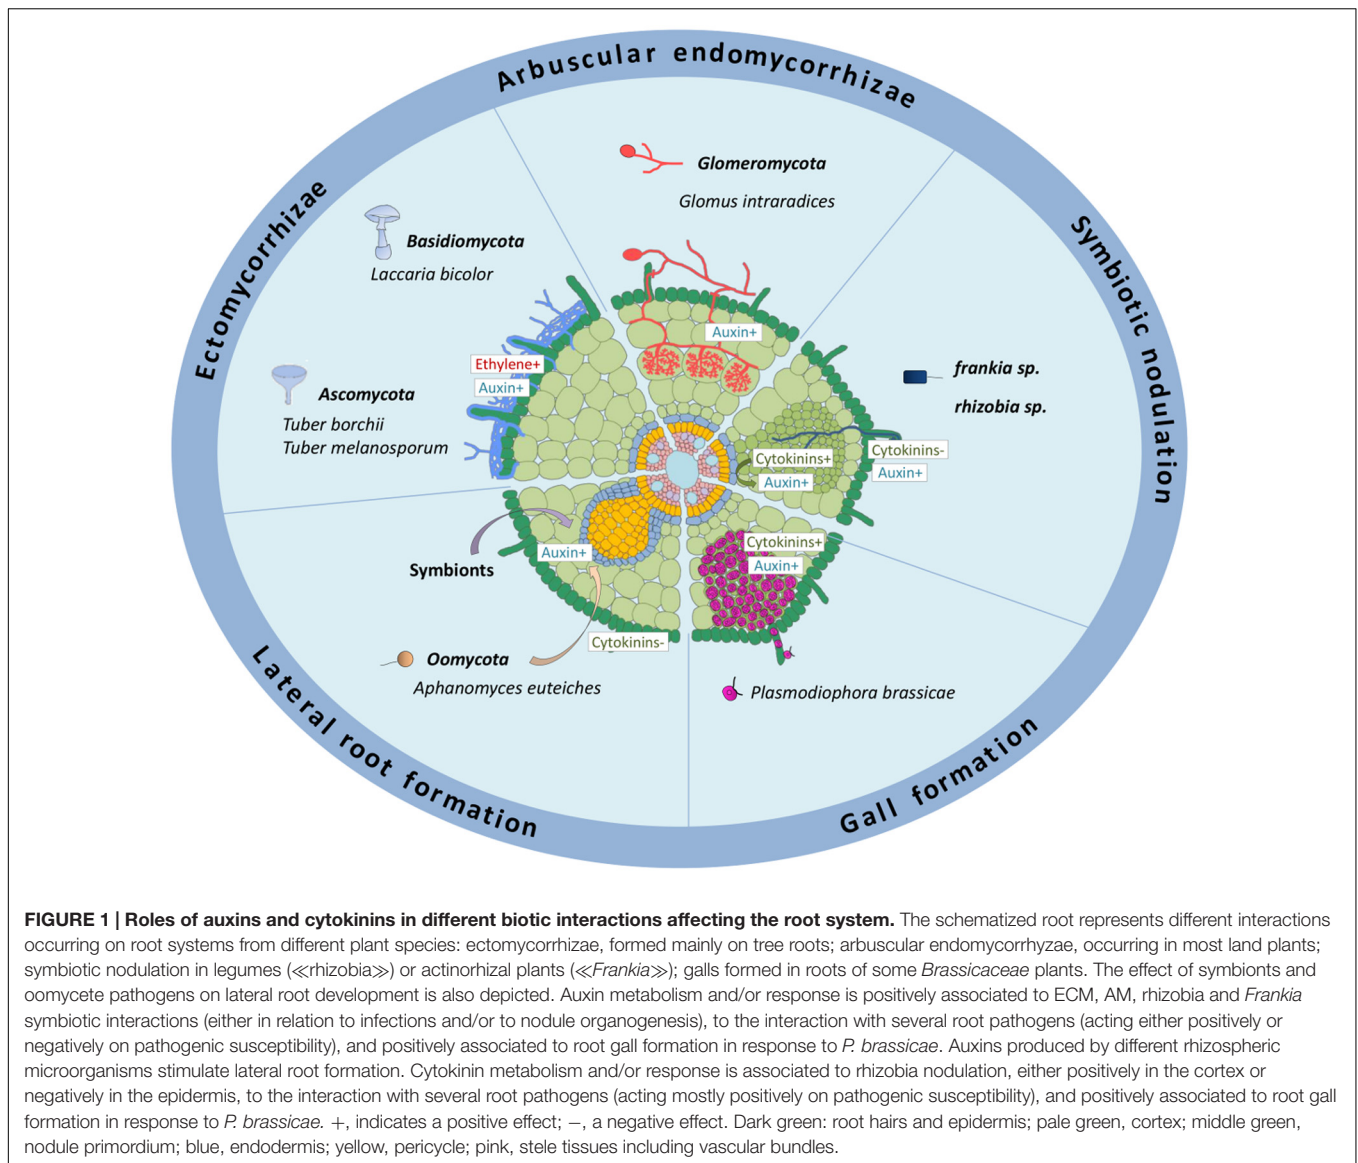 Arbuscular endomycorrhizae
Ectomycorrhizae
Symbiotic nodulation
Glomeromycota
Glomus intraradices
Basidiomycota
Laccaria bicolor
Auxin+
Ethylene+
Auxin+
Ascomycota
Tuber borchii
Tuber melanosporum
frankia sp.
rhizobia sp.
Cytokinins-
Auxin+
Cytokinins+
Auxin+
Cytokinins+
Auxin+
Auxin+
Symbionts
Cytokinins-
Oomycota
Aphanomyces euteiches
Plasmodiophora brassicae
Lateral root formation
Gall formation
FIGURE 1 | Roles of auxins and cytokinins in different biotic interactions affecting the root system. The schematized root represents different interactions
occurring on root systems from different plant species: ectomycorrhizae, formed mainly on tree roots; arbuscular endomycorrhyzae, occurring in most land plants;
symbiotic nodulation in legumes (≪rhizobia≫) or actinorhizal plants (≪Frankia≫); galls formed in roots of some Brassicaceae plants. The effect of symbionts and
oomycete pathogens on lateral root development is also depicted. Auxin metabolism and/or response is positively associated to ECM, AM, rhizobia and Frankia
symbiotic interactions (either in relation to infections and/or to nodule organogenesis), to the interaction with several root pathogens (acting either positively or
negatively on pathogenic susceptibility), and positively associated to root gall formation in response to P. brassicae. Auxins produced by different rhizospheric
microorganisms stimulate lateral root formation. Cytokinin metabolism and/or response is associated to rhizobia nodulation, either positively in the cortex or
negatively in the epidermis, to the interaction with several root pathogens (acting mostly positively on pathogenic susceptibility), and positively associated to root gall
formation in response to P. brassicae. +, indicates a positive effect; −, a negative effect. Dark green: root hairs and epidermis; pale green, cortex; middle green,
nodule primordium; blue, endodermis; yellow, pericycle; pink, stele tissues including vascular bundles.